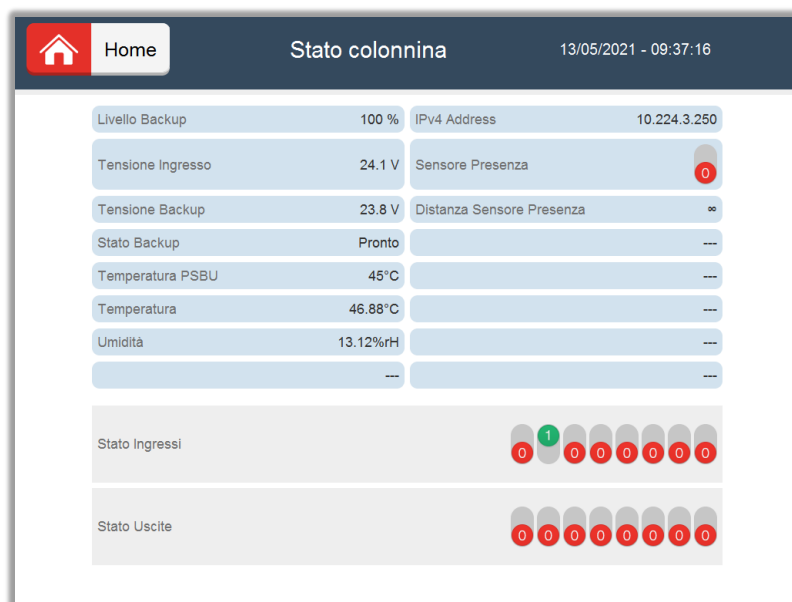 Home
Stato colonnina
13/05/2021 - 09:37:16
Livello Backup 100 % IPv4 Address 10.224.3.250
Tensione Ingresso 24.1 V Sensore Presenza 0
Tensione Backup 23.8 V Distanza Sensore Presenza ∞
Stato Backup Pronto ---
Temperatura PSBU 45°C ---
Temperatura 46.88°C ---
Umidità 13.12%rH ---
--- ---
Stato Ingressi 0 1 0 0 0 0 0 0
Stato Uscite 0 0 0 0 0 0 0 0